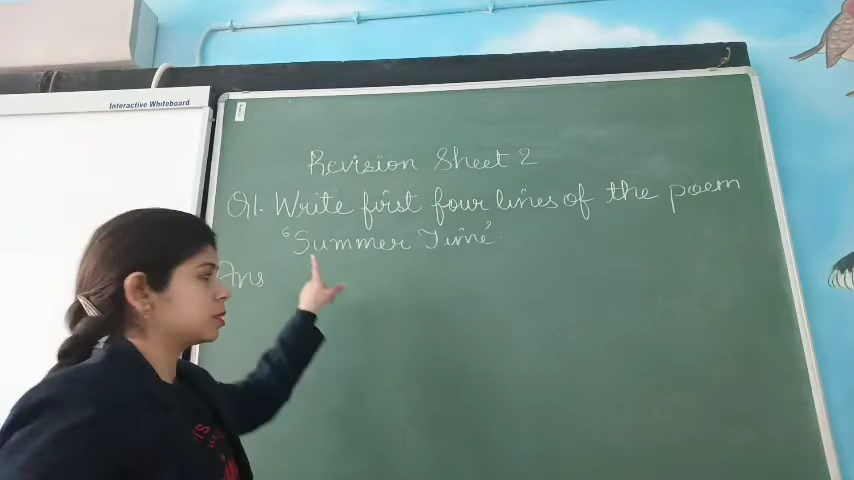 Interactive Whiteboard
Revision Sheet 2
Q1. Write first four lines of the poem
'Summer Time'.
Ans